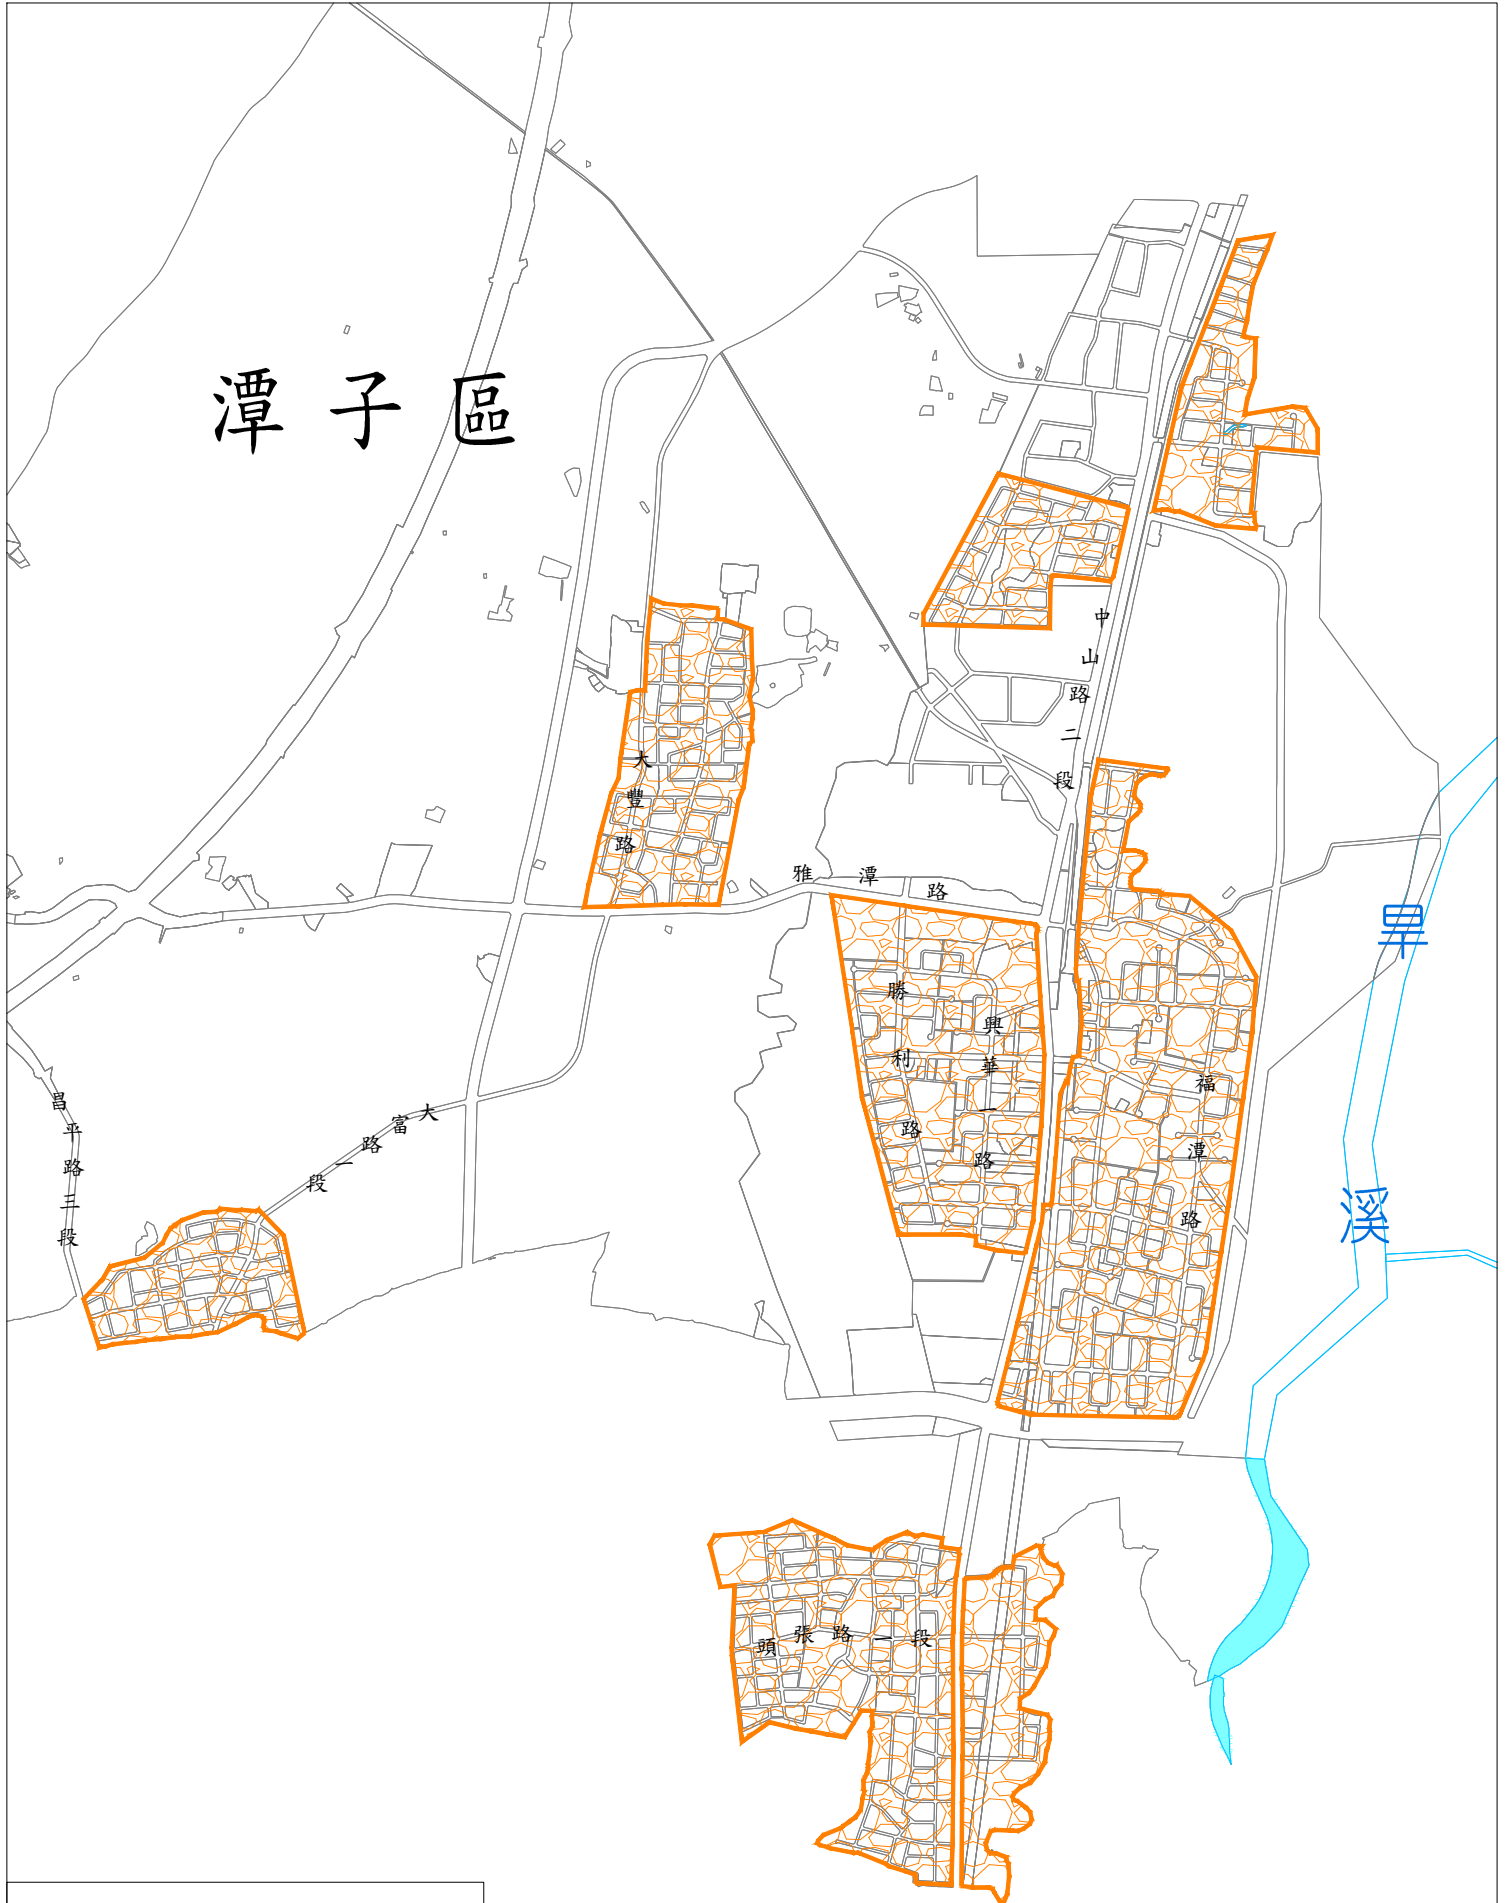 潭子區
中山路二段
大豐路
雅潭路
旱溪
勝利路
興華一路
福潭路
昌平路三段
大富路一段
頭張路一段